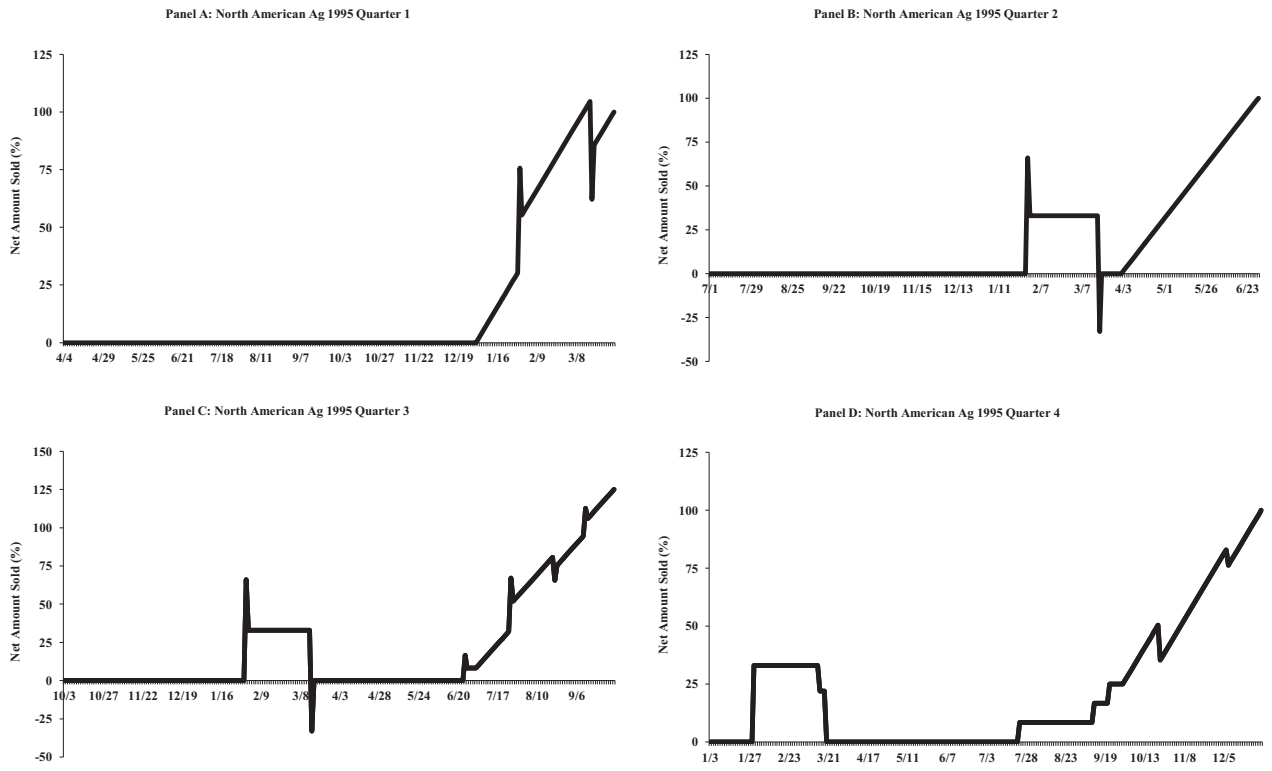 Panel A: North American Ag 1995 Quarter 1
Net Amount Sold (%)
125
100
75
50
25
0
4/4 4/29 5/25 6/21 7/18 8/11 9/7 10/3 10/27 11/22 12/19 1/16 2/9 3/8
Panel B: North American Ag 1995 Quarter 2
Net Amount Sold (%)
125
100
75
50
25
0
-25
-50
7/1 7/29 8/25 9/22 10/19 11/15 12/13 1/11 2/7 3/7 4/3 5/1 5/26 6/23
Panel C: North American Ag 1995 Quarter 3
Net Amount Sold (%)
150
125
100
75
50
25
0
-25
-50
10/3 10/27 11/22 12/19 1/16 2/9 3/8 4/3 4/28 5/24 6/20 7/17 8/10 9/6
Panel D: North American Ag 1995 Quarter 4
Net Amount Sold (%)
125
100
75
50
25
0
1/3 1/27 2/23 3/21 4/17 5/11 6/7 7/3 7/28 8/23 9/19 10/13 11/8 12/5